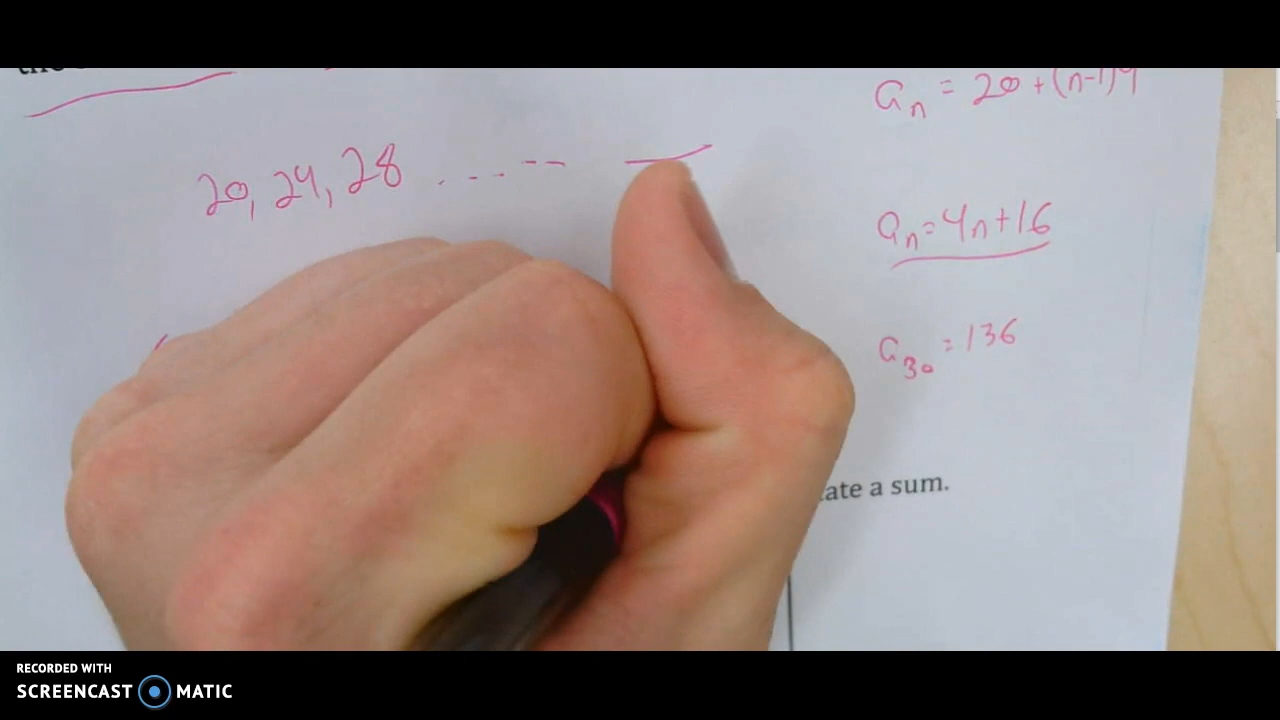 aₙ = 20 + (n-1)4
20, 24, 28 . . . . - -
aₙ = 4n + 16
a₃₀ = 136
ate a sum.
RECORDED WITH
SCREENCAST MATIC